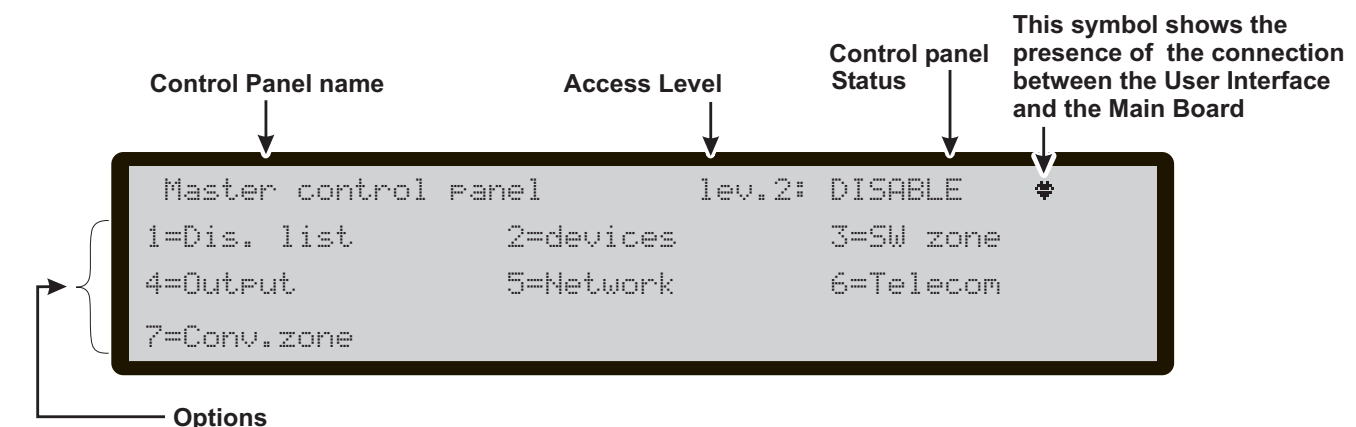 This symbol shows the
presence of the connection
between the User Interface
and the Main Board
Control panel
Status
Access Level
Control Panel name
Master control panel lev.2: DISABLE
1=Dis. list 2=devices 3=SW zone
4=Output 5=Network 6=Telecom
7=Conv.zone
Options